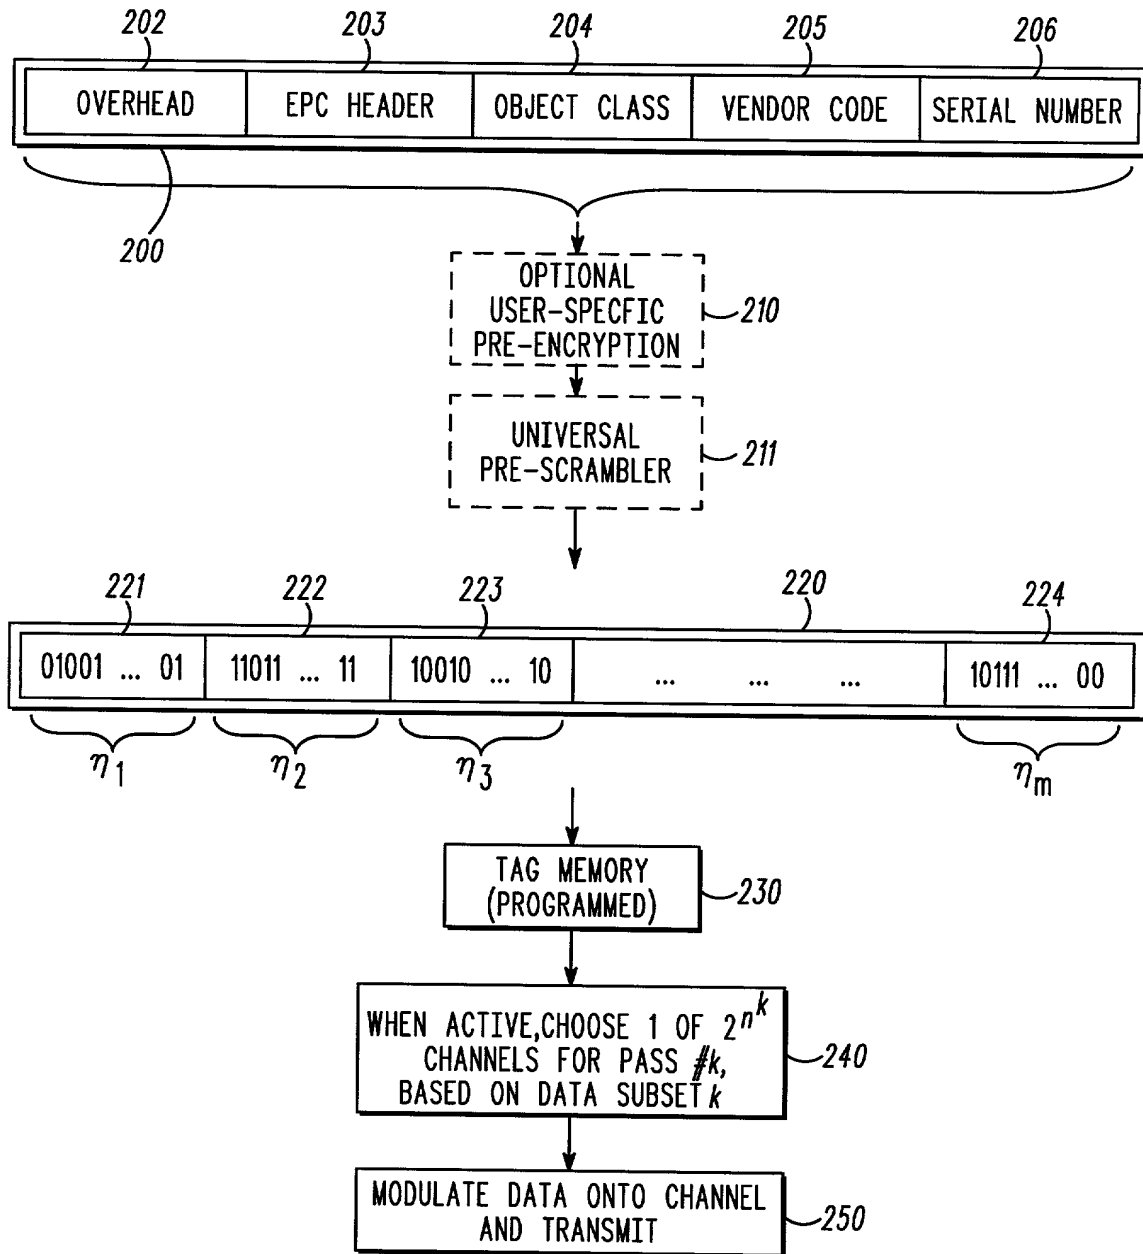 202 203 204 205 206
OVERHEAD EPC HEADER OBJECT CLASS VENDOR CODE SERIAL NUMBER
200
OPTIONAL
USER-SPECFIC
PRE-ENCRYPTION
210
UNIVERSAL
PRE-SCRAMBLER
211
221 222 223 220 224
01001 ... 01 11011 ... 11 10010 ... 10 ... ... ... 10111 ... 00
η1 η2 η3 ηm
TAG MEMORY
(PROGRAMMED)
230
WHEN ACTIVE,CHOOSE 1 OF 2^n^k
CHANNELS FOR PASS #k,
BASED ON DATA SUBSET k
240
MODULATE DATA ONTO CHANNEL
AND TRANSMIT
250